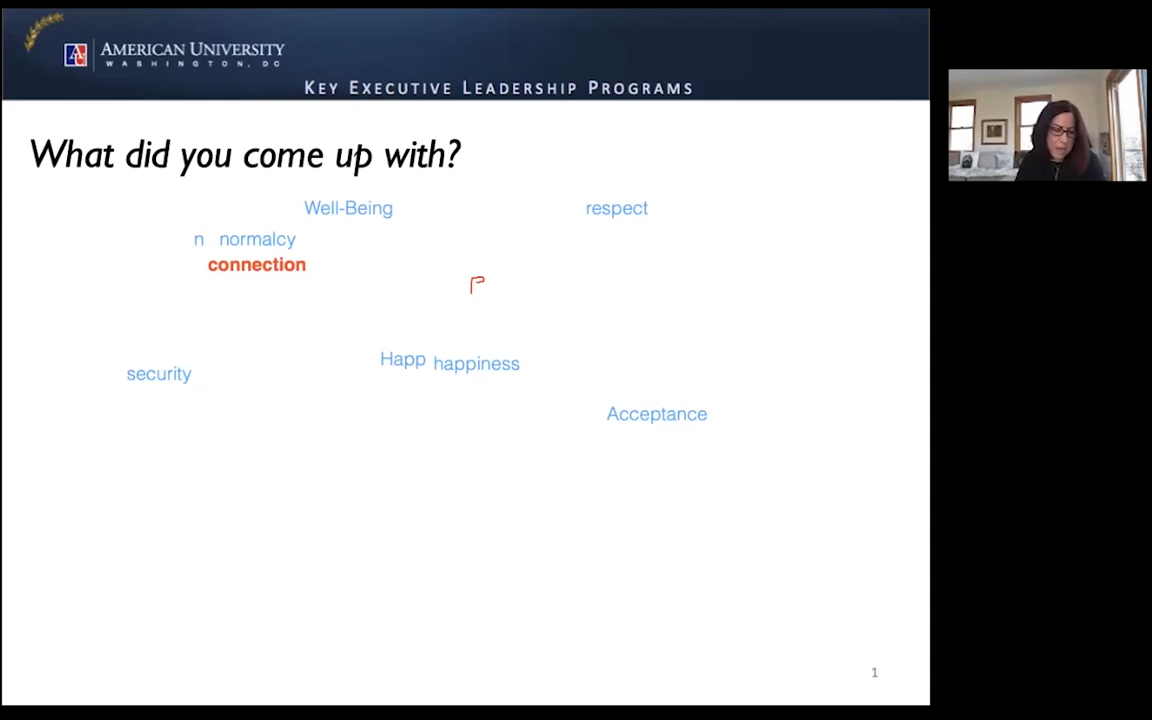 AMERICAN UNIVERSITY
WASHINGTON, DC
KEY EXECUTIVE LEADERSHIP PROGRAMS
What did you come up with?
Well-Being respect
n normalcy
connection
Happ happiness
security
Acceptance
1